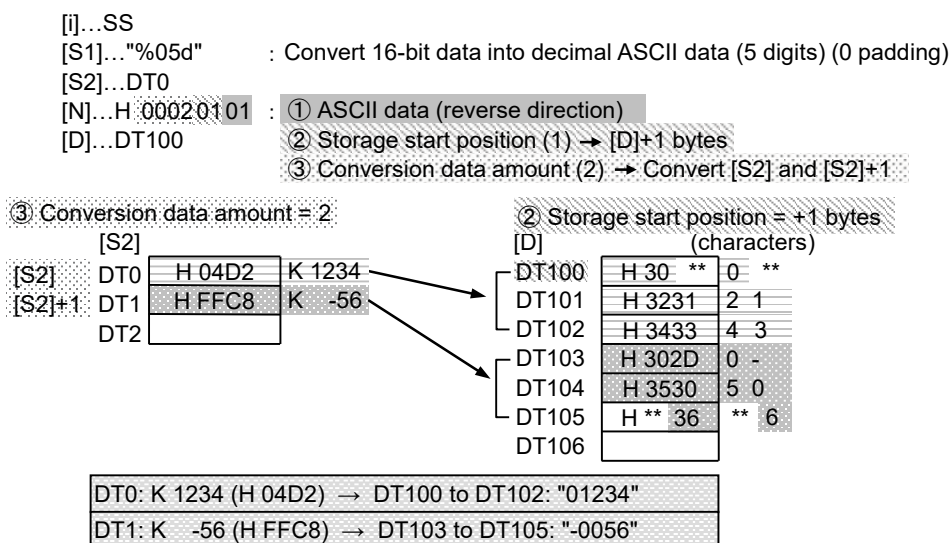 [i]…SS
[S1]…"%05d" : Convert 16-bit data into decimal ASCII data (5 digits) (0 padding)
[S2]…DT0
[N]…H 00020101 : ① ASCII data (reverse direction)
[D]…DT100 ② Storage start position (1) → [D]+1 bytes
③ Conversion data amount (2) → Convert [S2] and [S2]+1
③ Conversion data amount = 2 ② Storage start position = +1 bytes
[S2] [D] (characters)
[S2] DT0 H 04D2 K 1234 DT100 H 30 ** 0 **
[S2]+1 DT1 H FFC8 K -56 DT101 H 3231 2 1
DT2 DT102 H 3433 4 3
DT103 H 302D 0 -
DT104 H 3530 5 0
DT105 H ** 36 ** 6
DT106
DT0: K 1234 (H 04D2) → DT100 to DT102: "01234"
DT1: K -56 (H FFC8) → DT103 to DT105: "-0056"